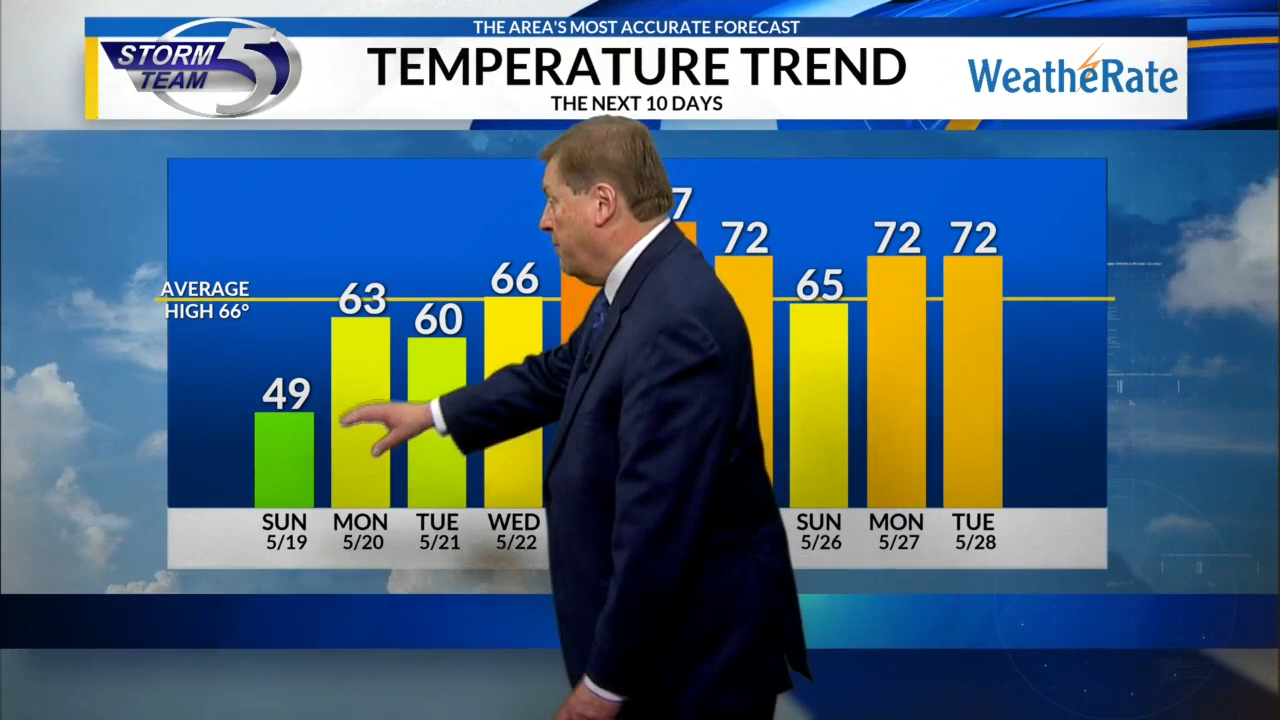 THE AREA'S MOST ACCURATE FORECAST
STORM TEAM 5
TEMPERATURE TREND
THE NEXT 10 DAYS
WeatheRate
AVERAGE
HIGH 66°
49 63 60 66 7 72 65 72 72
SUN MON TUE WED SUN MON TUE
5/19 5/20 5/21 5/22 5/26 5/27 5/28